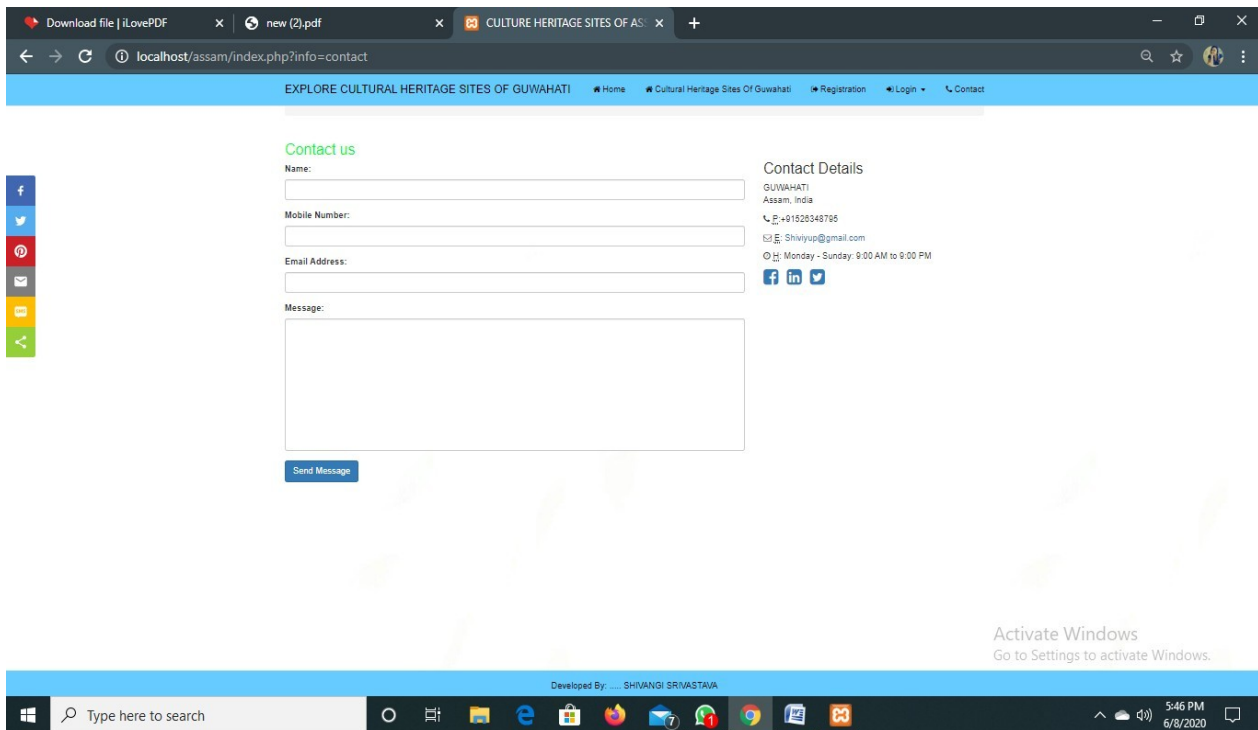 Download file | iLovePDF
new (2).pdf
CULTURE HERITAGE SITES OF ASS
localhost/assam/index.php?info=contact
EXPLORE CULTURAL HERITAGE SITES OF GUWAHATI Home Cultural Heritage Sites Of Guwahati Registration Login Contact
Contact us
Name:
Mobile Number:
Email Address:
Message:
Send Message
Contact Details
GUWAHATI
Assam, India
P:+91526348795
E: Shiviyup@gmail.com
H: Monday - Sunday: 9:00 AM to 9:00 PM
SMS
Activate Windows
Go to Settings to activate Windows.
Developed By: .... SHIVANGI SRIVASTAVA
Type here to search
7
1
5:46 PM
6/8/2020